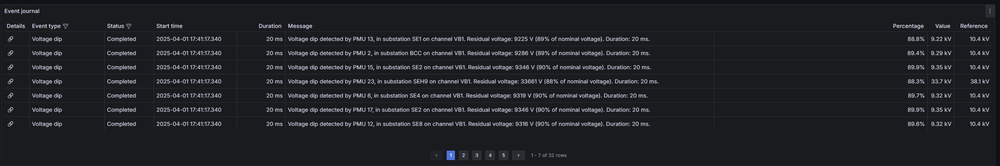 Event journal
Details Event type Status Start time Duration Message Percentage Value Reference
Voltage dip Completed 2025-04-01 17:41:17.340 20 ms Voltage dip detected by PMU 13, in substation SE1 on channel VB1. Residual voltage: 9225 V (89% of nominal voltage). Duration: 20 ms. 88.8% 9.22 kV 10.4 kV
Voltage dip Completed 2025-04-01 17:41:17.340 20 ms Voltage dip detected by PMU 2, in substation BCC on channel VB1. Residual voltage: 9286 V (89% of nominal voltage). Duration: 20 ms. 89.4% 9.29 kV 10.4 kV
Voltage dip Completed 2025-04-01 17:41:17.340 20 ms Voltage dip detected by PMU 15, in substation SE2 on channel VB1. Residual voltage: 9346 V (90% of nominal voltage). Duration: 20 ms. 89.9% 9.35 kV 10.4 kV
Voltage dip Completed 2025-04-01 17:41:17.340 20 ms Voltage dip detected by PMU 23, in substation SEH9 on channel VB1. Residual voltage: 33661 V (88% of nominal voltage). Duration: 20 ms. 88.3% 33.7 kV 38.1 kV
Voltage dip Completed 2025-04-01 17:41:17.340 20 ms Voltage dip detected by PMU 6, in substation SE4 on channel VB1. Residual voltage: 9319 V (90% of nominal voltage). Duration: 20 ms. 89.7% 9.32 kV 10.4 kV
Voltage dip Completed 2025-04-01 17:41:17.340 20 ms Voltage dip detected by PMU 17, in substation SE2 on channel VB1. Residual voltage: 9346 V (90% of nominal voltage). Duration: 20 ms. 89.9% 9.35 kV 10.4 kV
Voltage dip Completed 2025-04-01 17:41:17.340 20 ms Voltage dip detected by PMU 12, in substation SE8 on channel VB1. Residual voltage: 9316 V (90% of nominal voltage). Duration: 20 ms. 89.6% 9.32 kV 10.4 kV
1 2 3 4 5 1 - 7 of 32 rows